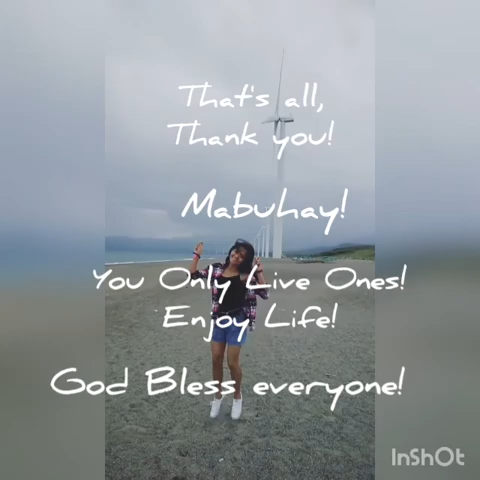 That's all,
Thank you!
Mabuhay!
You Only Live Ones!
Enjoy Life!
God Bless everyone!
InShOt